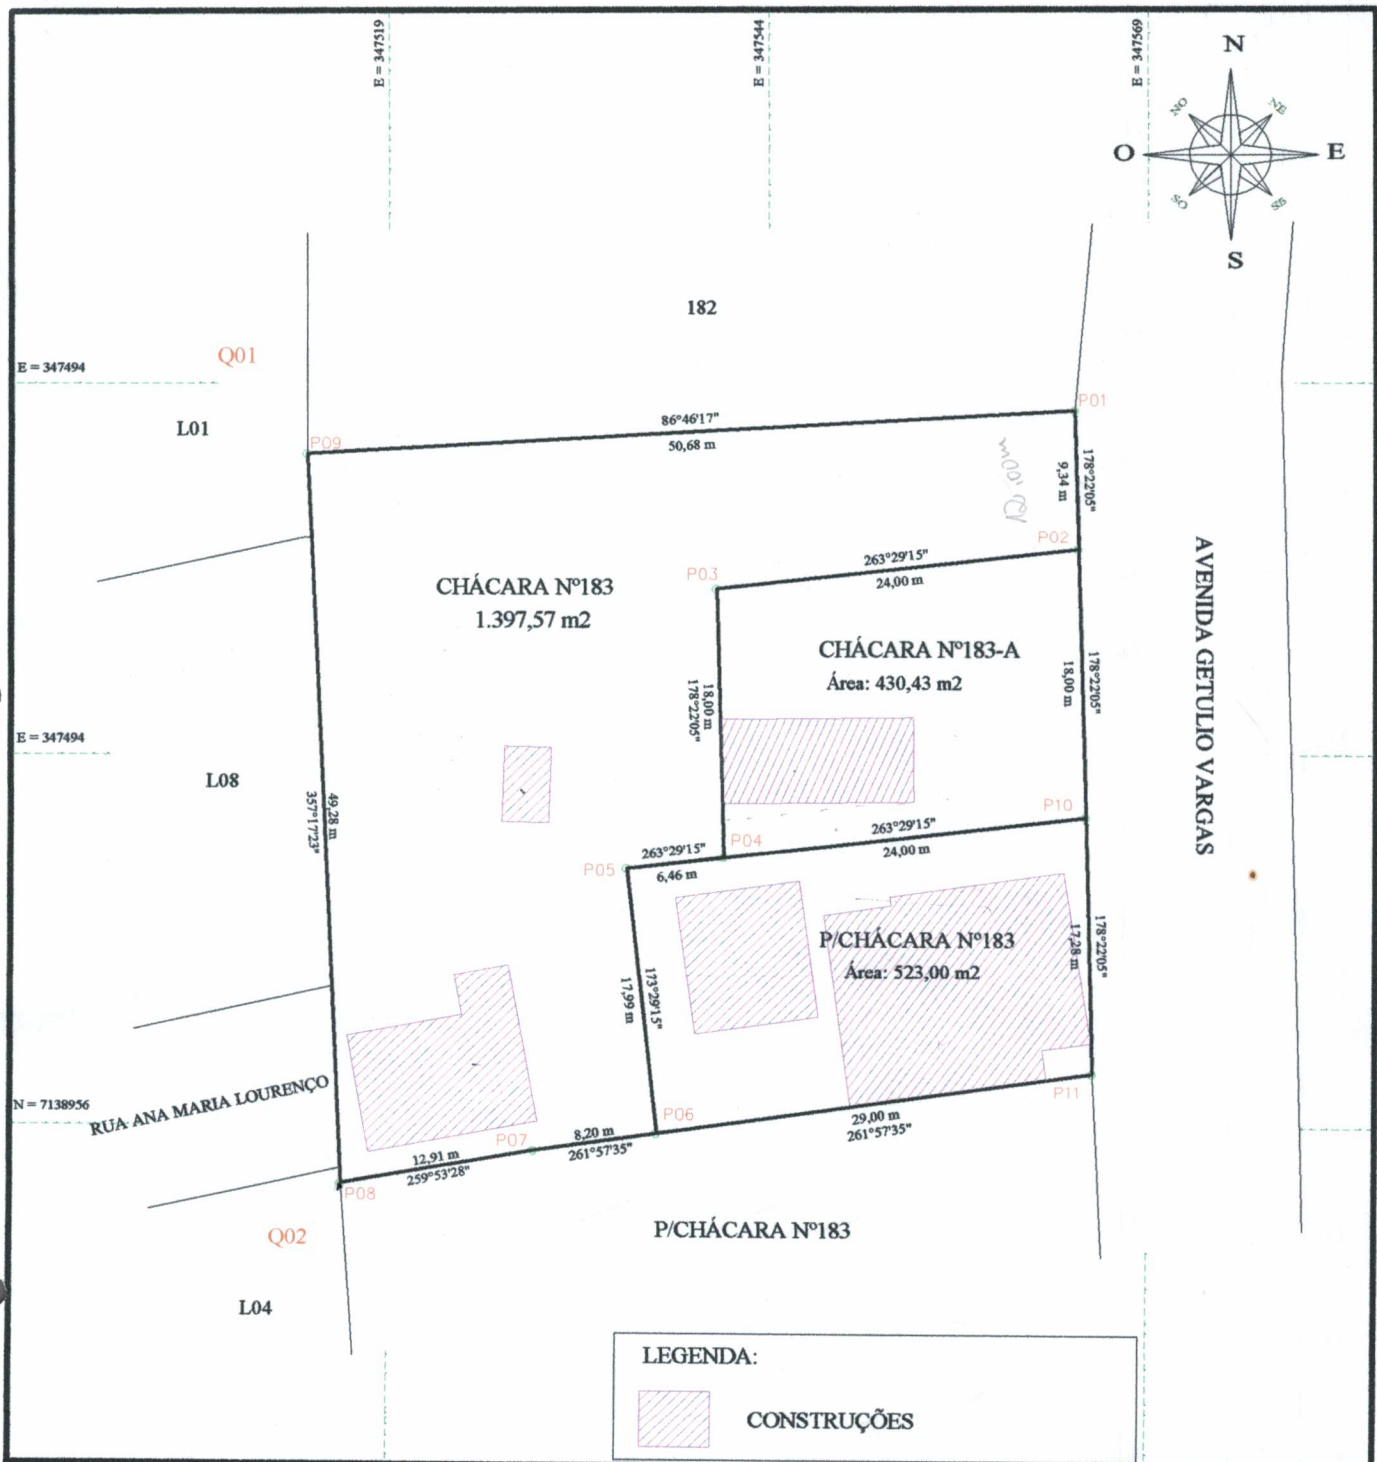 E = 347519
E = 347544
E = 347569
N
NO
NE
O
E
SO
SE
S
182
Q01
E = 347494
L01
P09
86°46'17"
50,68 m
P01
178°22'05"
9,34 m
P02
263°29'15"
24,00 m
P03
CHÁCARA Nº183
1.397,57 m2
CHÁCARA Nº183-A
Área: 430,43 m2
178°22'05"
18,00 m
18,00 m
178°22'05"
AVENIDA GETULIO VARGAS
E = 347494
L08
49,28 m
357°17'23"
P10
263°29'15"
24,00 m
P04
263°29'15"
6,46 m
P05
P/CHÁCARA Nº183
Área: 523,00 m2
178°22'05"
17,28 m
173°29'15"
17,99 m
N = 7138956
RUA ANA MARIA LOURENÇO
P11
P06
29,00 m
261°57'35"
P07
8,20 m
261°57'35"
12,91 m
259°53'28"
P08
Q02
P/CHÁCARA Nº183
L04
LEGENDA:
CONSTRUÇÕES